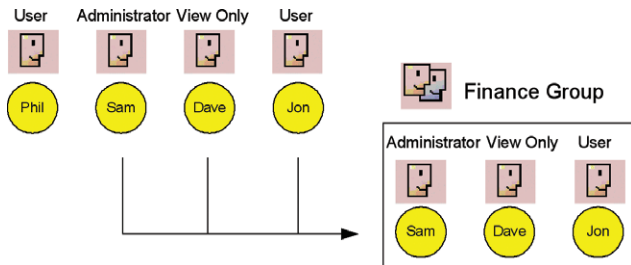 User Administrator View Only User
Phil Sam Dave Jon
Finance Group
Administrator View Only User
Sam Dave Jon